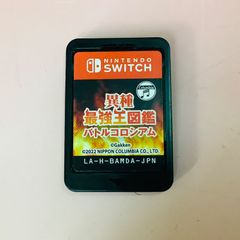 NINTENDO
SWITCH
COLUMBIA
異種
最強王図鑑
バトルコロシアム
©Gakken
©2022 NIPPON COLUMBIA CO., LTD.
LA-H-BAMDA-JPN